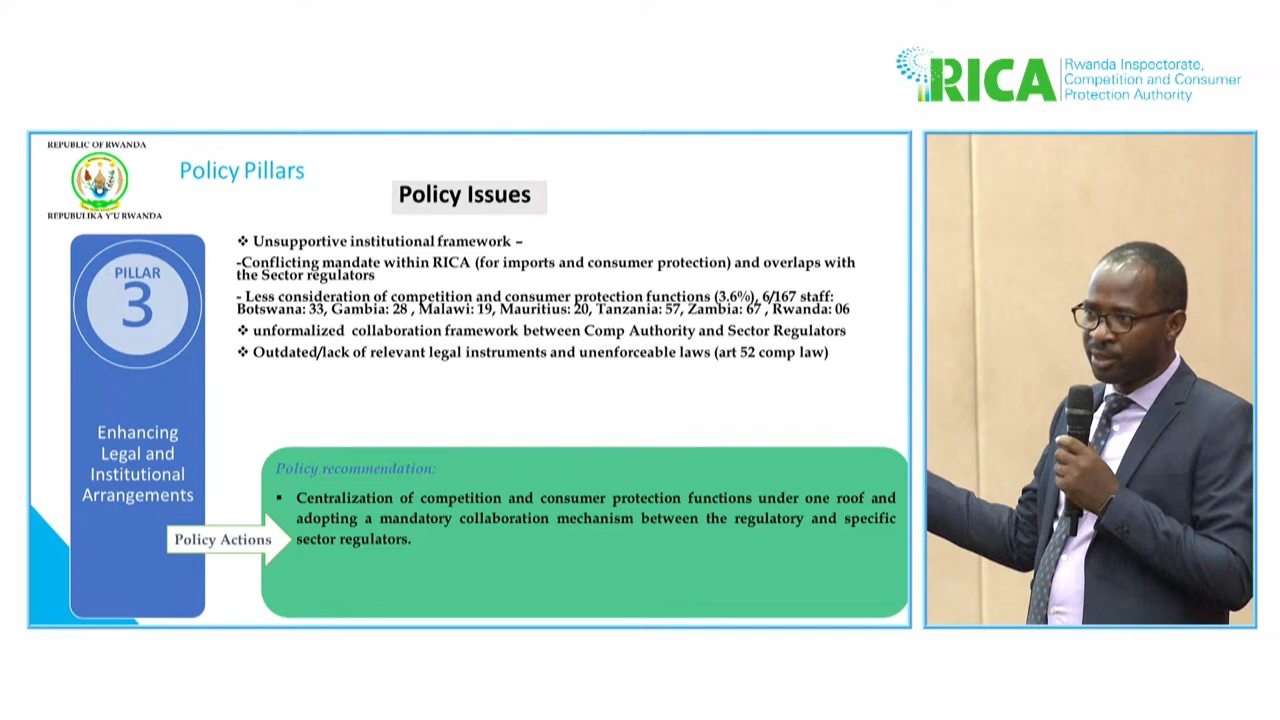 RICA
Rwanda Inspectorate,
Competition and Consumer
Protection Authority
REPUBLIC OF RWANDA
REPUBULIKA Y'U RWANDA
Policy Pillars
Policy Issues
PILLAR
3
Enhancing
Legal and
Institutional
Arrangements
❖ Unsupportive institutional framework –
-Conflicting mandate within RICA (for imports and consumer protection) and overlaps with
the Sector regulators
- Less consideration of competition and consumer protection functions (3.6%), 6/167 staff:
Botswana: 33, Gambia: 28 , Malawi: 19, Mauritius: 20, Tanzania: 57, Zambia: 67 , Rwanda: 06
❖ unformalized collaboration framework between Comp Authority and Sector Regulators
❖ Outdated/lack of relevant legal instruments and unenforceable laws (art 52 comp law)
Policy Actions
Policy recommendation:
▪ Centralization of competition and consumer protection functions under one roof and
adopting a mandatory collaboration mechanism between the regulatory and specific
sector regulators.